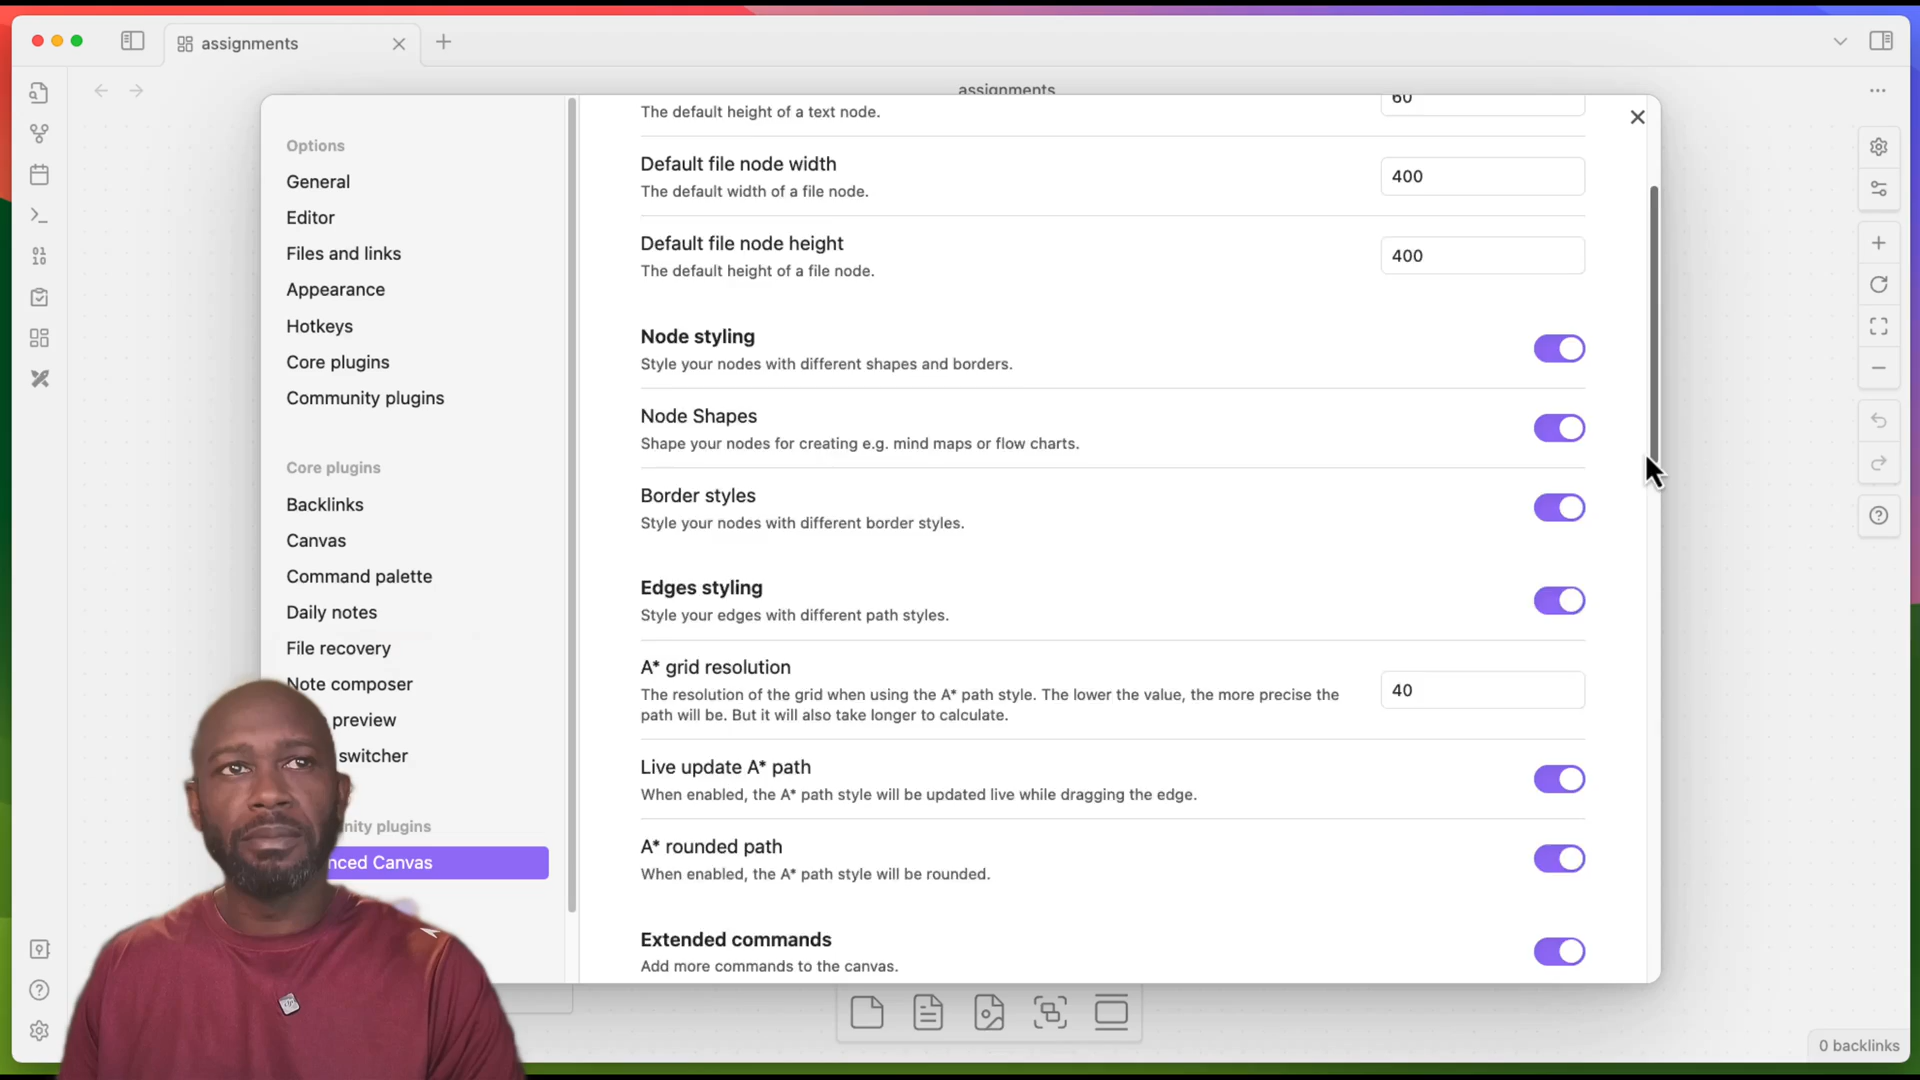 assignments
assignments
Options
General
Editor
Files and links
Appearance
Hotkeys
Core plugins
Community plugins
Core plugins
Backlinks
Canvas
Command palette
Daily notes
File recovery
Note composer
preview
switcher
nity plugins
nced Canvas
60
The default height of a text node.
Default file node width
The default width of a file node.
400
Default file node height
The default height of a file node.
400
Node styling
Style your nodes with different shapes and borders.
Node Shapes
Shape your nodes for creating e.g. mind maps or flow charts.
Border styles
Style your nodes with different border styles.
Edges styling
Style your edges with different path styles.
A* grid resolution
The resolution of the grid when using the A* path style. The lower the value, the more precise the
path will be. But it will also take longer to calculate.
40
Live update A* path
When enabled, the A* path style will be updated live while dragging the edge.
A* rounded path
When enabled, the A* path style will be rounded.
Extended commands
Add more commands to the canvas.
0 backlinks